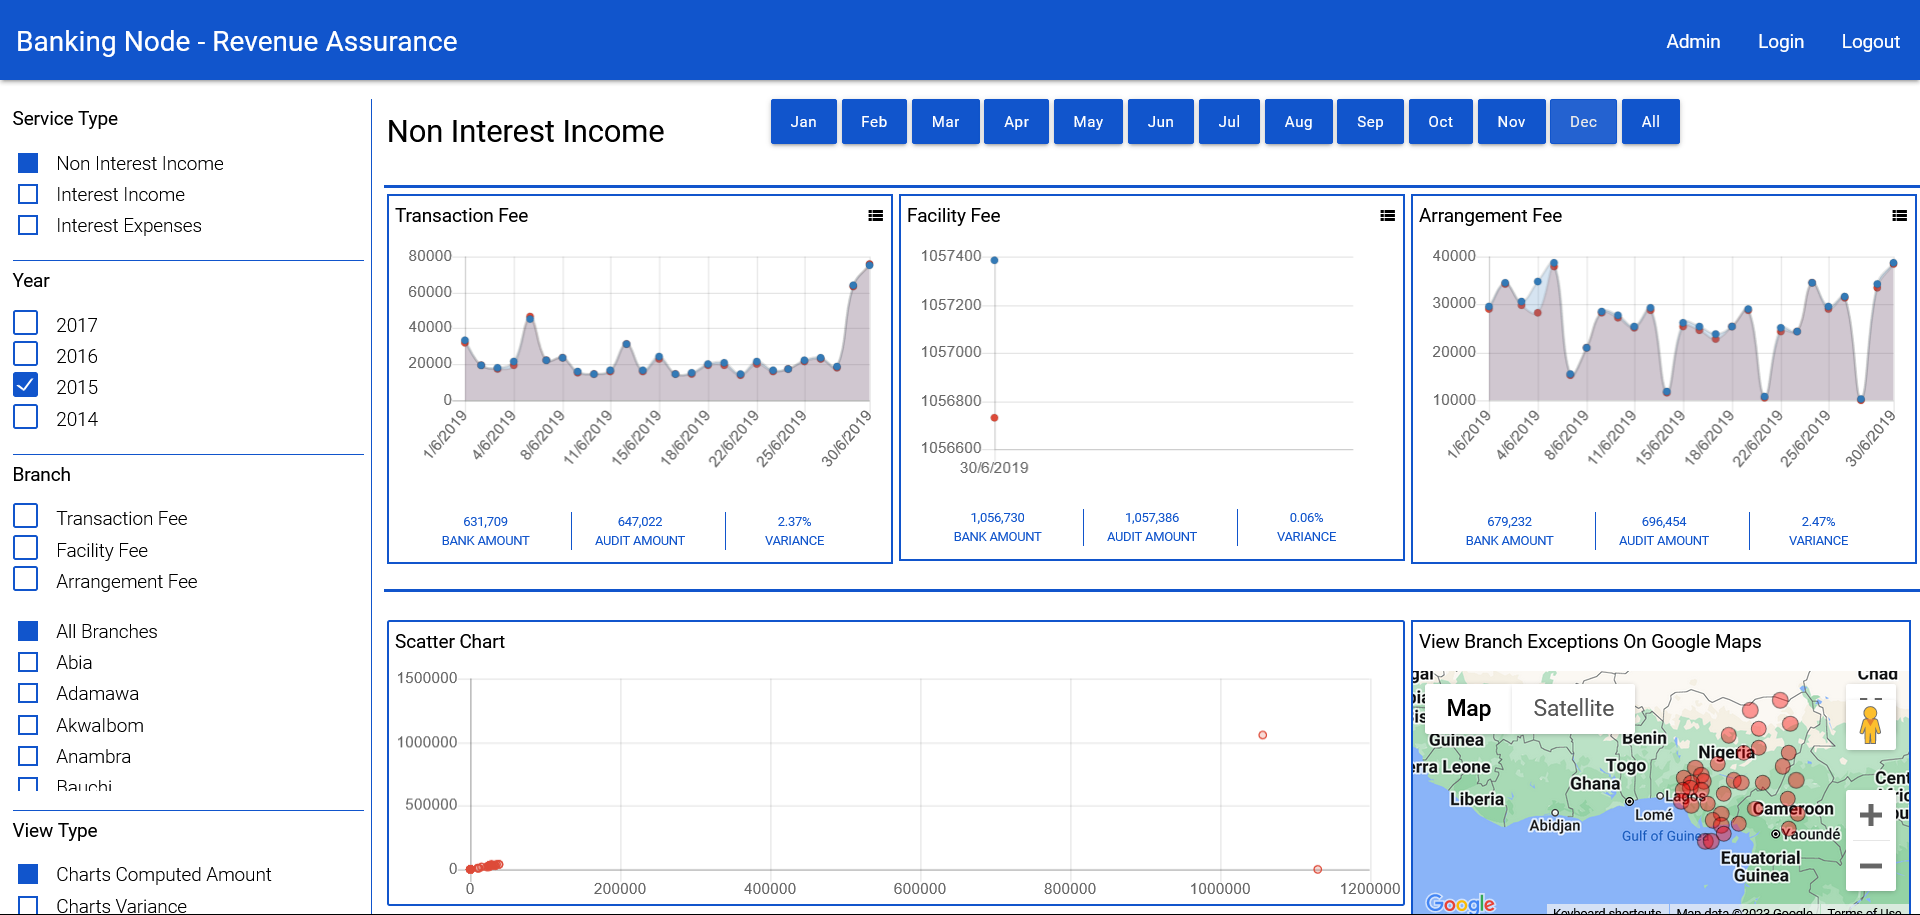 Banking Node - Revenue Assurance
Admin Login Logout
Service Type
Non Interest Income
Interest Income
Interest Expenses
Year
2017
2016
2015
2014
Branch
Transaction Fee
Facility Fee
Arrangement Fee
All Branches
Abia
Adamawa
Akwalbom
Anambra
Bauchi
View Type
Charts Computed Amount
Charts Variance
Non Interest Income
Jan Feb Mar Apr May Jun Jul Aug Sep Oct Nov Dec All
Transaction Fee
80000
60000
40000
20000
0
1/6/2019 4/6/2019 8/6/2019 11/6/2019 15/6/2019 18/6/2019 22/6/2019 25/6/2019 30/6/2019
631,709 647,022 2.37%
BANK AMOUNT AUDIT AMOUNT VARIANCE
Facility Fee
1057400
1057200
1057000
1056800
1056600
30/6/2019
1,056,730 1,057,386 0.06%
BANK AMOUNT AUDIT AMOUNT VARIANCE
Arrangement Fee
40000
30000
20000
10000
1/6/2019 4/6/2019 8/6/2019 11/6/2019 15/6/2019 18/6/2019 22/6/2019 25/6/2019 30/6/2019
679,232 696,454 2.47%
BANK AMOUNT AUDIT AMOUNT VARIANCE
Scatter Chart
1500000
1000000
500000
0
0 200000 400000 600000 800000 1000000 1200000
View Branch Exceptions On Google Maps
Map Satellite
Chad
Guinea
Benin
Nigeria
rra Leone
Togo
Ghana
Cent
Liberia
Lagos
Cameroon
Lomé
Abidjan
Gulf of Guinea
Yaoundé
Equatorial
Guinea
Google
Keyboard shortcuts Map data ©2023 Google Terms of Use